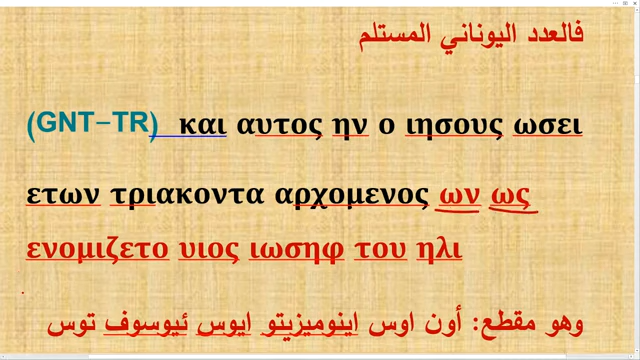 فالعدد اليوناني المستلم
(GNT-TR) και αυτος ην ο ιησους ωσει
ετων τριακοντα αρχομενος ων ως
ενομιζετο υιος ιωσηφ του ηλι
وهو مقطع: أون اوس اينوميزيتو ايوس ئيوسوف توس